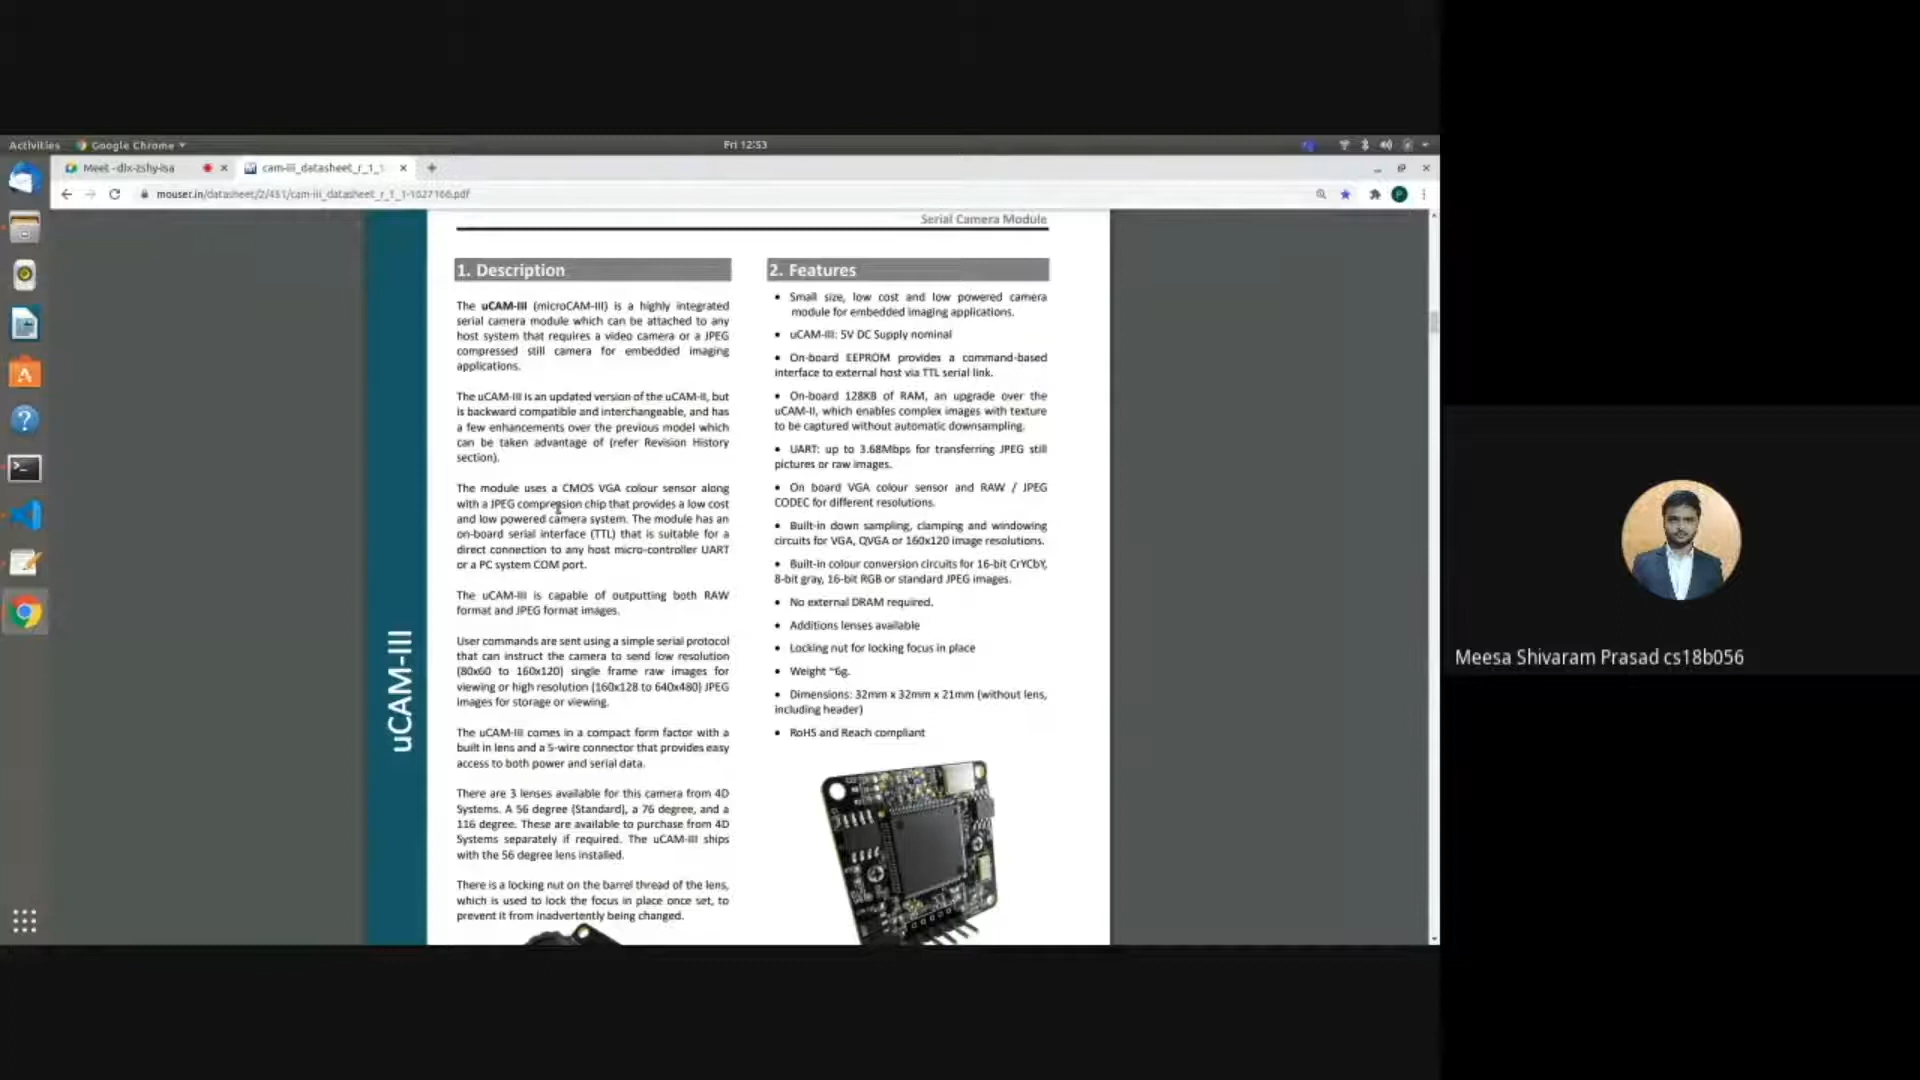 Activities
Google Chrome
Fri 12:53
Meet -dlx-zshy-isa
cam-iii_datasheet_r_1_1
mouser.in/datasheet/2/451/cam-iii_datasheet_r_1_1-1027166.pdf
Serial Camera Module
1. Description
The uCAM-III (microCAM-III) is a highly integrated
serial camera module which can be attached to any
host system that requires a video camera or a JPEG
compressed still camera for embedded imaging
applications.
The uCAM-III is an updated version of the uCAM-II, but
is backward compatible and interchangeable, and has
a few enhancements over the previous model which
can be taken advantage of (refer Revision History
section).
The module uses a CMOS VGA colour sensor along
with a JPEG compression chip that provides a low cost
and low powered camera system. The module has an
on-board serial interface (TTL) that is suitable for a
direct connection to any host micro-controller UART
or a PC system COM port.
The uCAM-III is capable of outputting both RAW
format and JPEG format images.
User commands are sent using a simple serial protocol
that can instruct the camera to send low resolution
(80x60 to 160x120) single frame raw images for
viewing or high resolution (160x128 to 640x480) JPEG
images for storage or viewing.
The uCAM-III comes in a compact form factor with a
built in lens and a 5-wire connector that provides easy
access to both power and serial data.
There are 3 lenses available for this camera from 4D
Systems. A 56 degree (Standard), a 76 degree, and a
116 degree. These are available to purchase from 4D
Systems separately if required. The uCAM-III ships
with the 56 degree lens installed.
There is a locking nut on the barrel thread of the lens,
which is used to lock the focus in place once set, to
prevent it from inadvertently being changed.
2. Features
• Small size, low cost and low powered camera
module for embedded imaging applications.
• uCAM-III: 5V DC Supply nominal
• On-board EEPROM provides a command-based
interface to external host via TTL serial link.
• On-board 128KB of RAM, an upgrade over the
uCAM-II, which enables complex images with texture
to be captured without automatic downsampling.
• UART: up to 3.68Mbps for transferring JPEG still
pictures or raw images.
• On board VGA colour sensor and RAW / JPEG
CODEC for different resolutions.
• Built-in down sampling, clamping and windowing
circuits for VGA, QVGA or 160x120 image resolutions.
• Built-in colour conversion circuits for 16-bit CrYCbY,
8-bit gray, 16-bit RGB or standard JPEG images.
• No external DRAM required.
• Additions lenses available
• Locking nut for locking focus in place
• Weight ~6g.
• Dimensions: 32mm x 32mm x 21mm (without lens,
including header)
• RoHS and Reach compliant
uCAM-III
Meesa Shivaram Prasad cs18b056